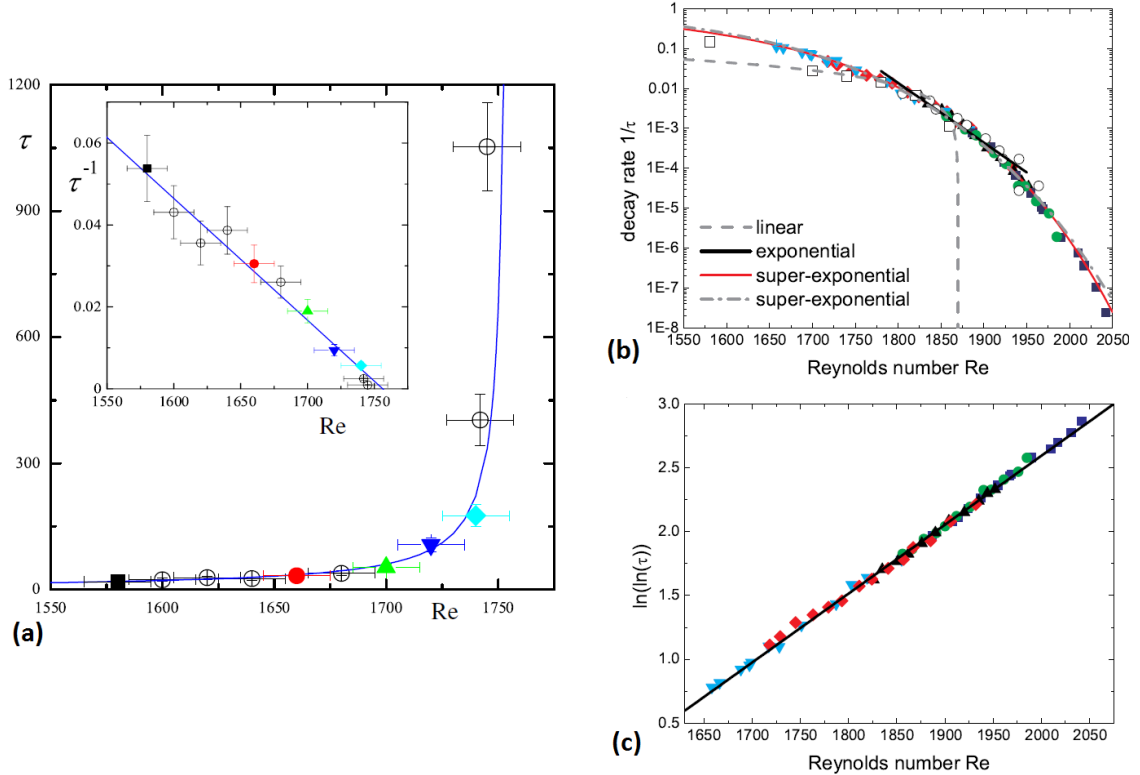 1200
τ
900
600
300
0
1550
1600
1650
1700
1750
Re
(a)
0.06
τ⁻¹
0.04
0.02
0
1550
1600
1650
1700
1750
Re
1
0.1
0.01
1E-3
1E-4
1E-5
1E-6
1E-7
1E-8
decay rate 1/τ
1550 1600 1650 1700 1750 1800 1850 1900 1950 2000 2050
linear
exponential
super-exponential
super-exponential
(b)
Reynolds number Re
3.0
2.5
2.0
1.5
1.0
0.5
ln(ln(τ))
1650 1700 1750 1800 1850 1900 1950 2000 2050
(c)
Reynolds number Re